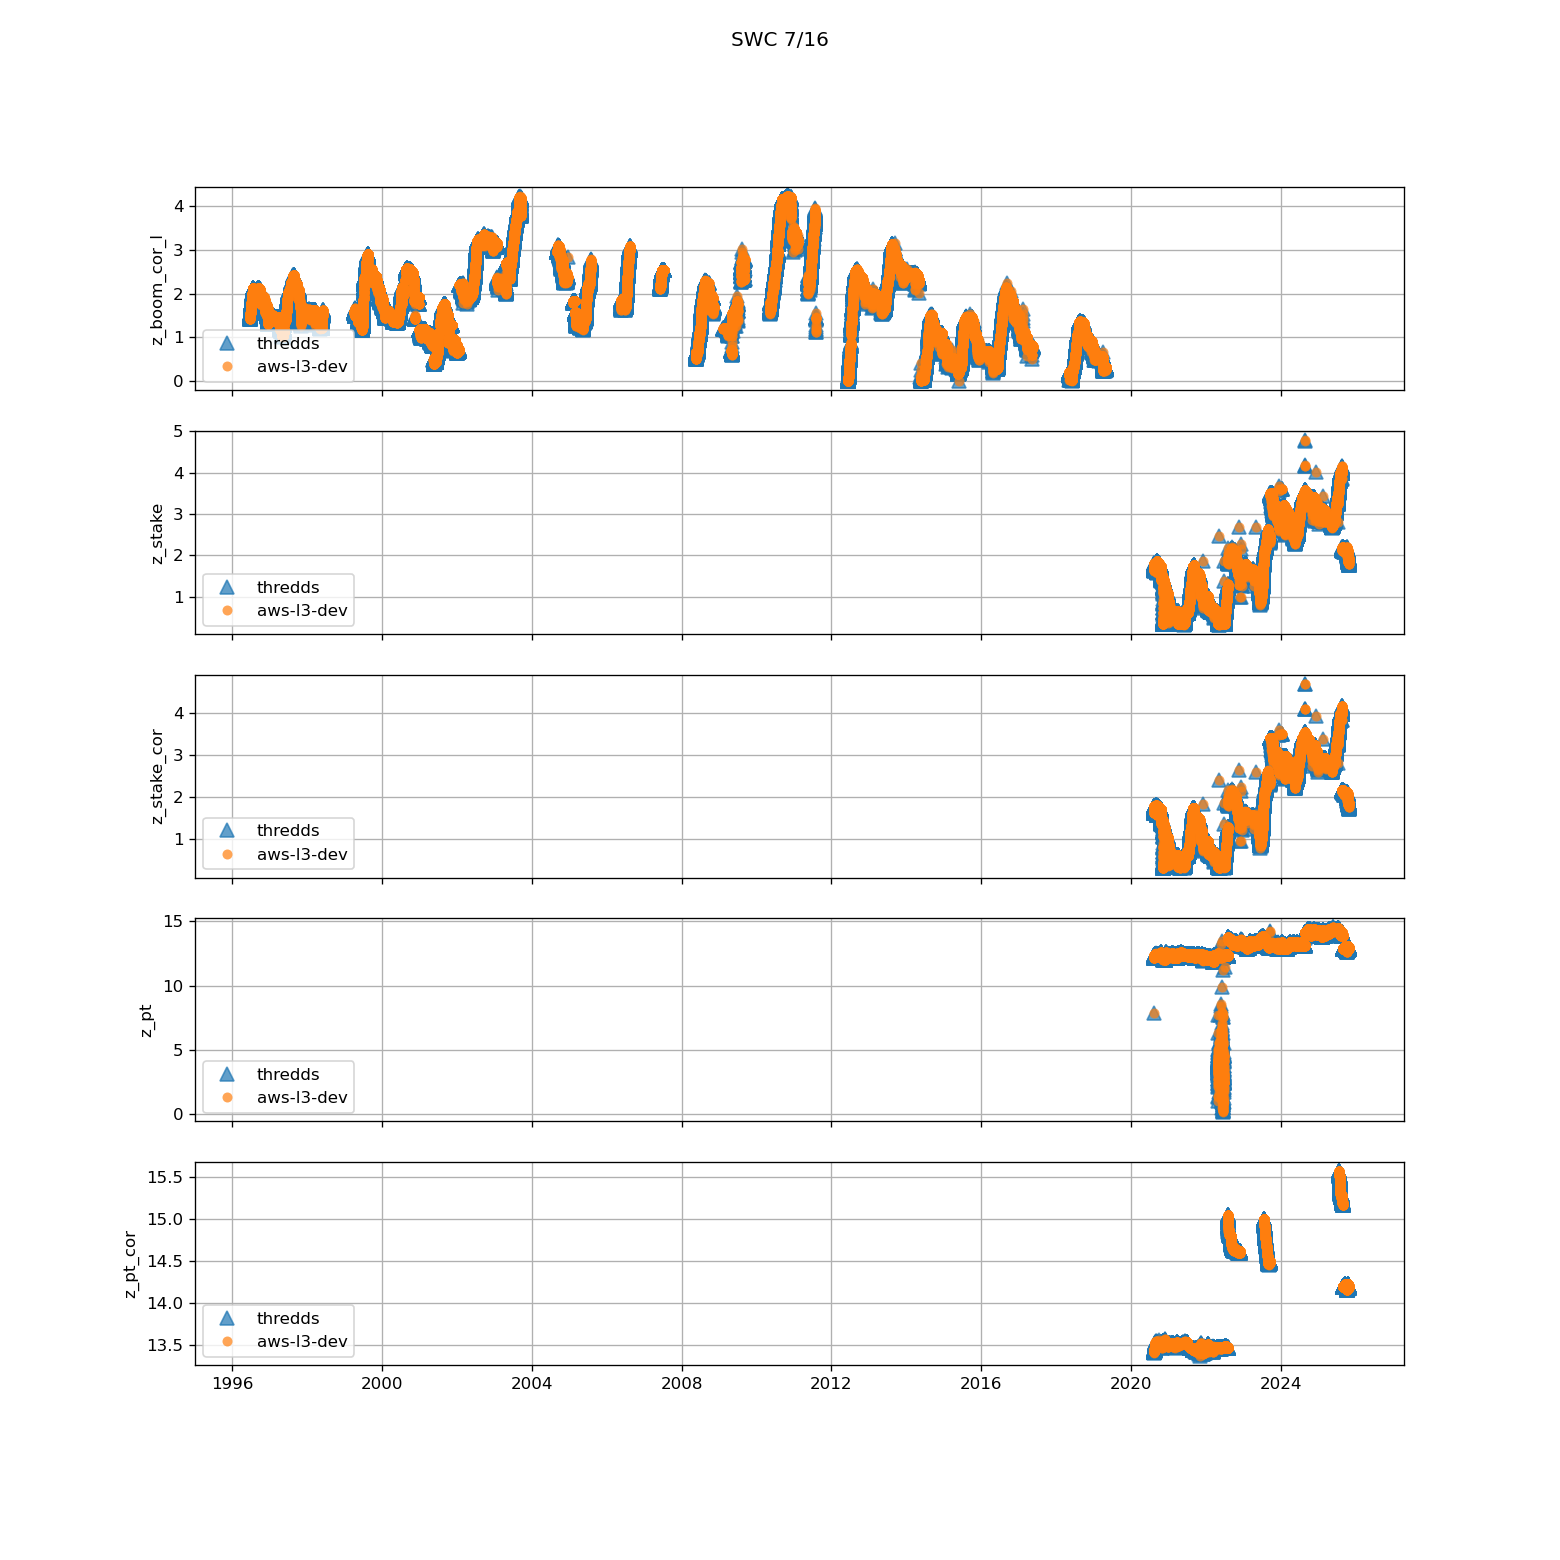 SWC 7/16
z_boom_cor_l
4
3
2
1
0
thredds
aws-l3-dev
z_stake
5
4
3
2
1
thredds
aws-l3-dev
z_stake_cor
4
3
2
1
thredds
aws-l3-dev
z_pt
15
10
5
0
thredds
aws-l3-dev
z_pt_cor
15.5
15.0
14.5
14.0
13.5
thredds
aws-l3-dev
1996 2000 2004 2008 2012 2016 2020 2024